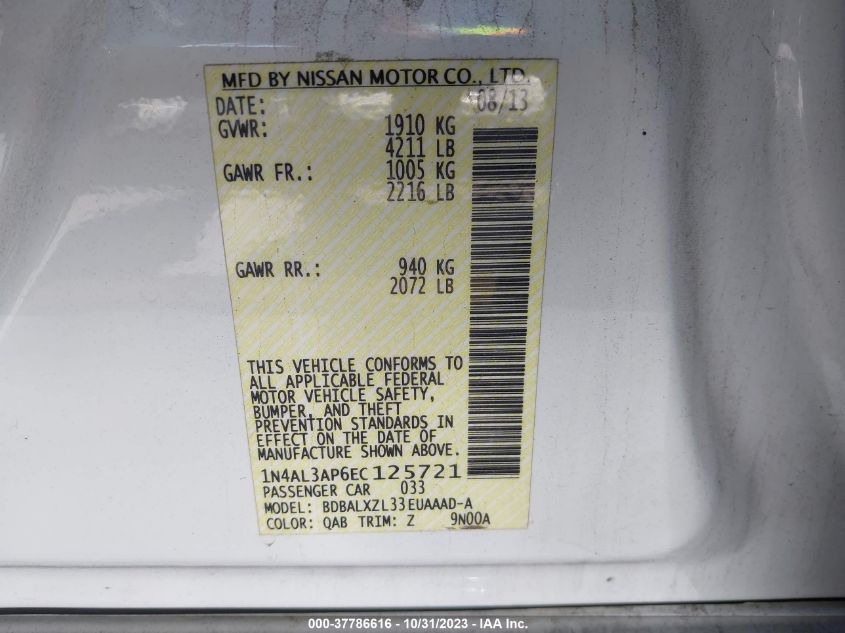 MFD BY NISSAN MOTOR CO., LTD.
DATE: 08/13
GVWR: 1910 KG
4211 LB
GAWR FR.: 1005 KG
2216 LB
GAWR RR.: 940 KG
2072 LB
THIS VEHICLE CONFORMS TO
ALL APPLICABLE FEDERAL
MOTOR VEHICLE SAFETY,
BUMPER, AND THEFT
PREVENTION STANDARDS IN
EFFECT ON THE DATE OF
MANUFACTURE SHOWN ABOVE.
1N4AL3AP6EC125721
PASSENGER CAR 033
MODEL: BDBALXZL33EUAAAD-A
COLOR: QAB TRIM: Z 9N00A
000-37786616 - 10/31/2023 - IAA Inc.